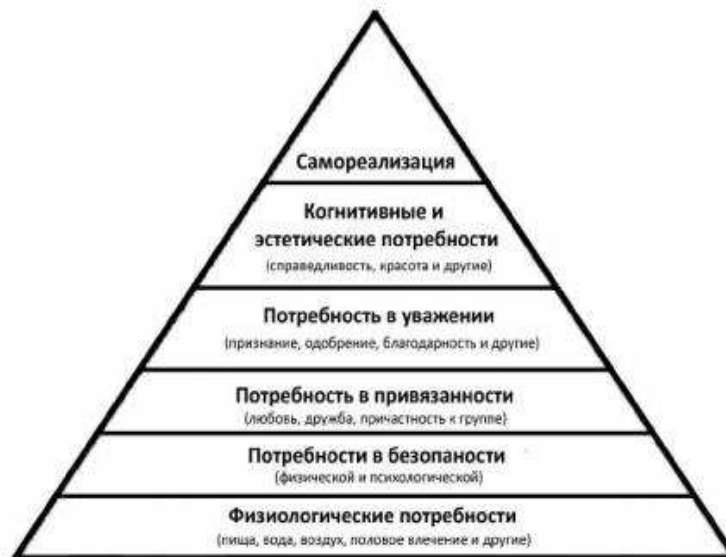 Самореализация
Когнитивные и
эстетические потребности
(справедливость, красота и другие)
Потребность в уважении
(признание, одобрение, благодарность и другие)
Потребность в привязанности
(любовь, дружба, причастность к группе)
Потребности в безопаности
(физической и психологической)
Физиологические потребности
(пища, вода, воздух, половое влечение и другие)